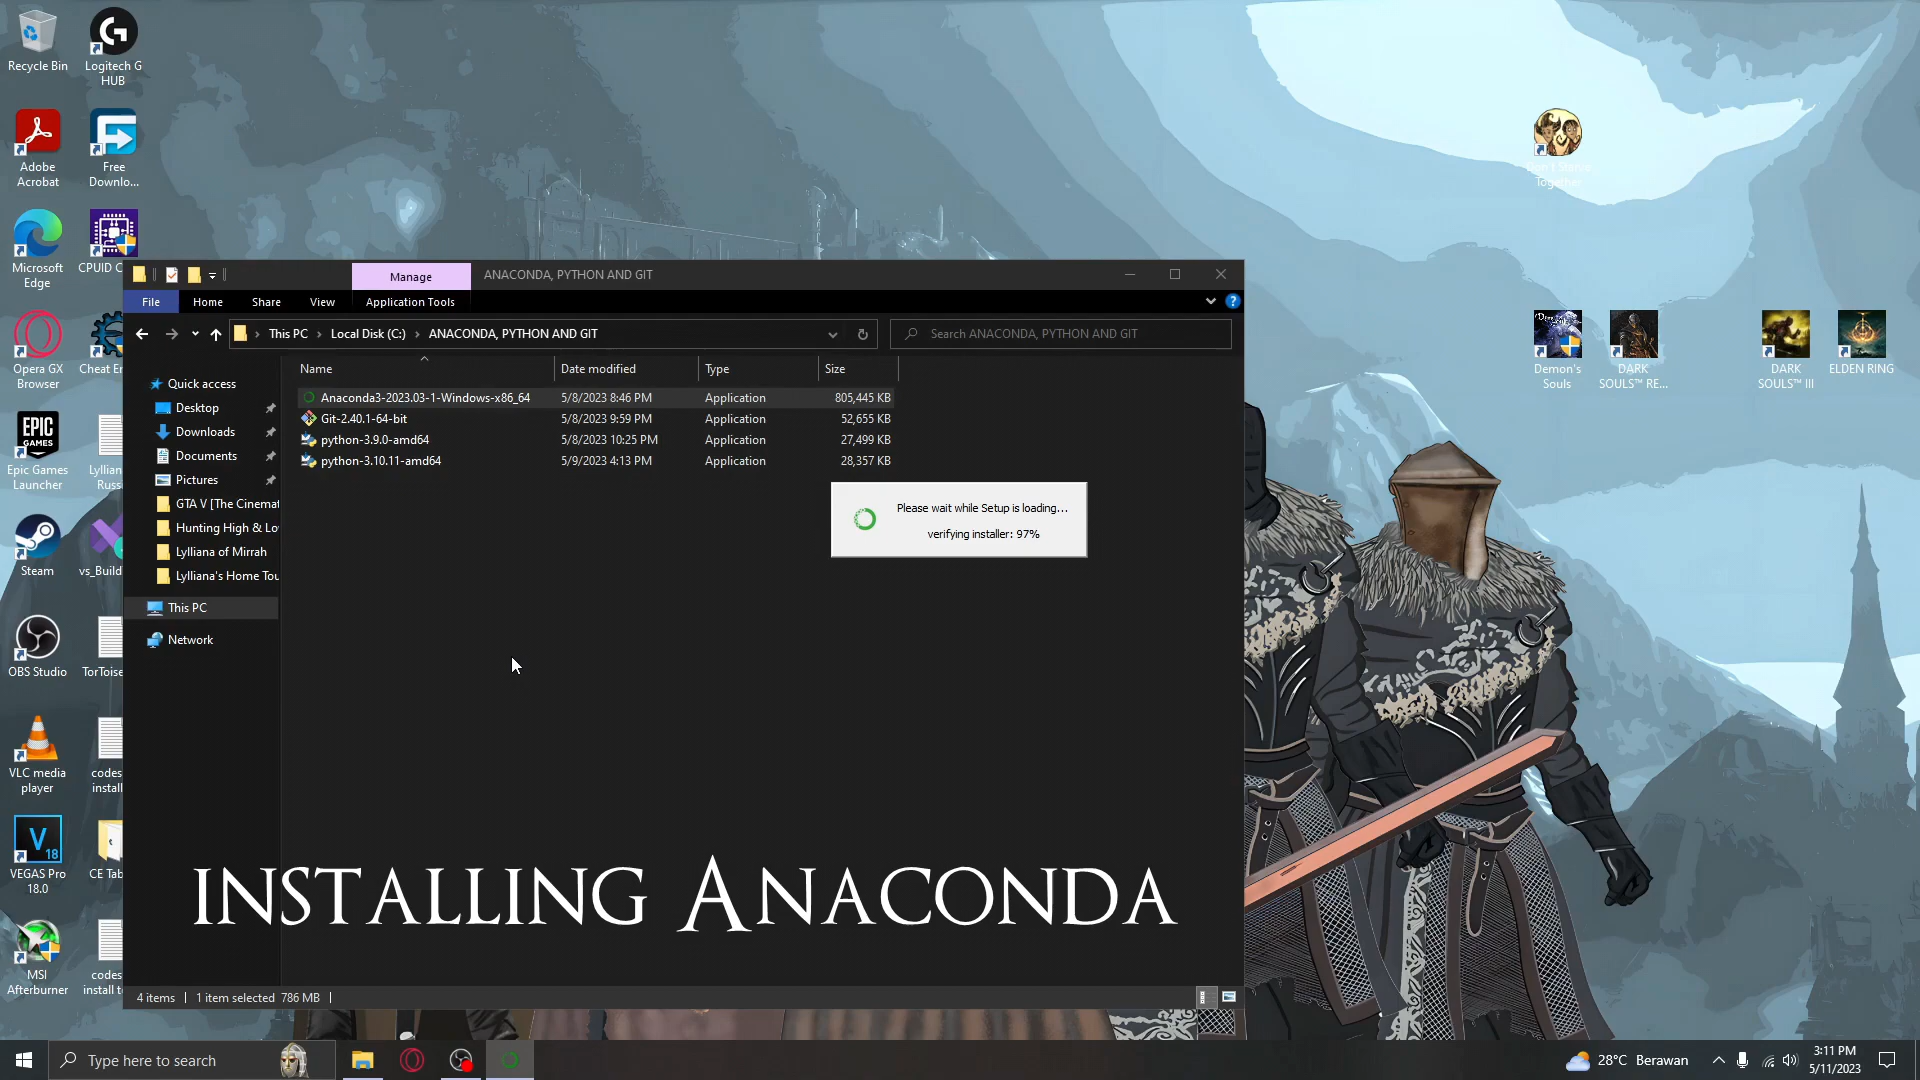 Recycle Bin
Logitech G
HUB
Adobe
Acrobat
Free
Downlo...
Microsoft
Edge
CPUID C
Opera GX
Browser
Cheat En
Epic Games
Launcher
Lyllian
Russ
Steam
vs_Build
OBS Studio
TorToise
VLC media
player
codes
install
VEGAS Pro
18.0
CE Tab
MSI
Afterburner
codes
install t
Together
Demon's
Souls
DARK
SOULS™ RE...
DARK
SOULS™ III
ELDEN RING
Manage
ANACONDA, PYTHON AND GIT
File
Home
Share
View
Application Tools
This PC
Local Disk (C:)
ANACONDA, PYTHON AND GIT
Search ANACONDA, PYTHON AND GIT
Name
Date modified
Type
Size
Quick access
Desktop
Downloads
Documents
Pictures
GTA V [The Cinemat
Hunting High & Lo
Lylliana of Mirrah
Lylliana's Home Tou
This PC
Network
Anaconda3-2023.03-1-Windows-x86_64 5/8/2023 8:46 PM Application 805,445 KB
Git-2.40.1-64-bit 5/8/2023 9:59 PM Application 52,655 KB
python-3.9.0-amd64 5/8/2023 10:25 PM Application 27,499 KB
python-3.10.11-amd64 5/9/2023 4:13 PM Application 28,357 KB
Please wait while Setup is loading...
verifying installer: 97%
INSTALLING ANACONDA
4 items
1 item selected 786 MB
Type here to search
28°C Berawan
3:11 PM
5/11/2023